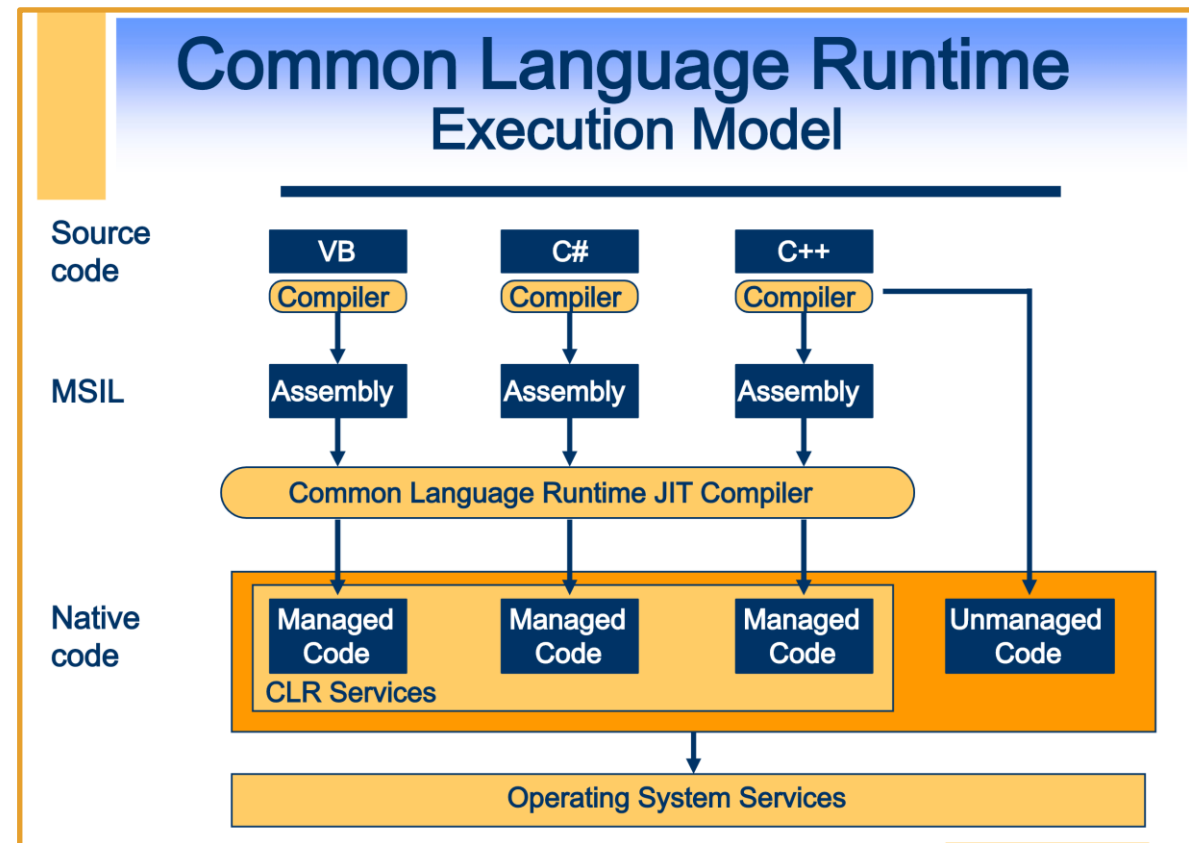 Common Language Runtime
Execution Model
Source
code
VB
C#
C++
Compiler
Compiler
Compiler
MSIL
Assembly
Assembly
Assembly
Common Language Runtime JIT Compiler
Native
code
Managed
Code
Managed
Code
Managed
Code
Unmanaged
Code
CLR Services
Operating System Services